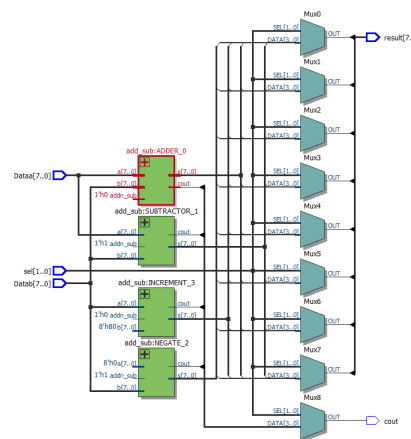 Mux0
SEL[1..0]
DATA[3..0]
OUT
result[7.
Mux1
SEL[1..0]
DATA[3..0]
OUT
Mux2
SEL[1..0]
DATA[3..0]
OUT
add_sub:ADDER_0
Dataa[7..0]
a[7..0]
s[7..0]
b[7..0]
cout
1'h0 addn_sub
Mux3
SEL[1..0]
DATA[3..0]
OUT
add_sub:SUBTRACTOR_1
a[7..0]
cout
1'h1 addn_sub
s[7..0]
b[7..0]
Mux4
SEL[1..0]
DATA[3..0]
OUT
sel[1..0]
Datab[7..0]
Mux5
SEL[1..0]
DATA[3..0]
OUT
add_sub:INCREMENT_3
a[7..0]
cout
1'h0 addn_sub
s[7..0]
8'h80 b[7..0]
Mux6
SEL[1..0]
DATA[3..0]
OUT
add_sub:NEGATE_2
8'h0 a[7..0]
cout
1'h1 addn_sub
s[7..0]
b[7..0]
Mux7
SEL[1..0]
DATA[3..0]
OUT
Mux8
SEL[1..0]
DATA[3..0]
OUT
cout